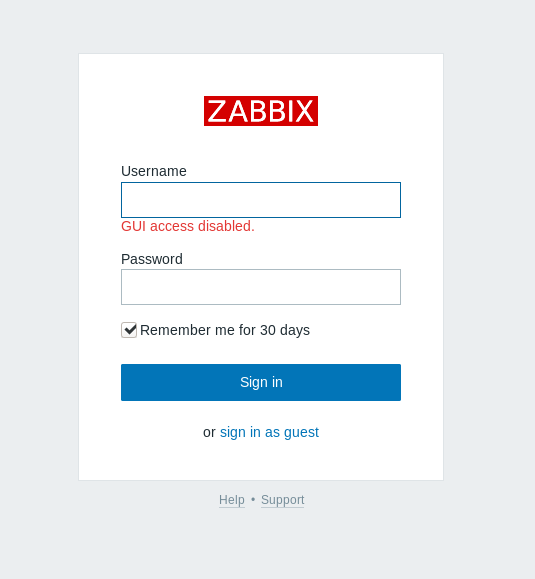 ZABBIX
Username
GUI access disabled.
Password
Remember me for 30 days
Sign in
or sign in as guest
Help • Support